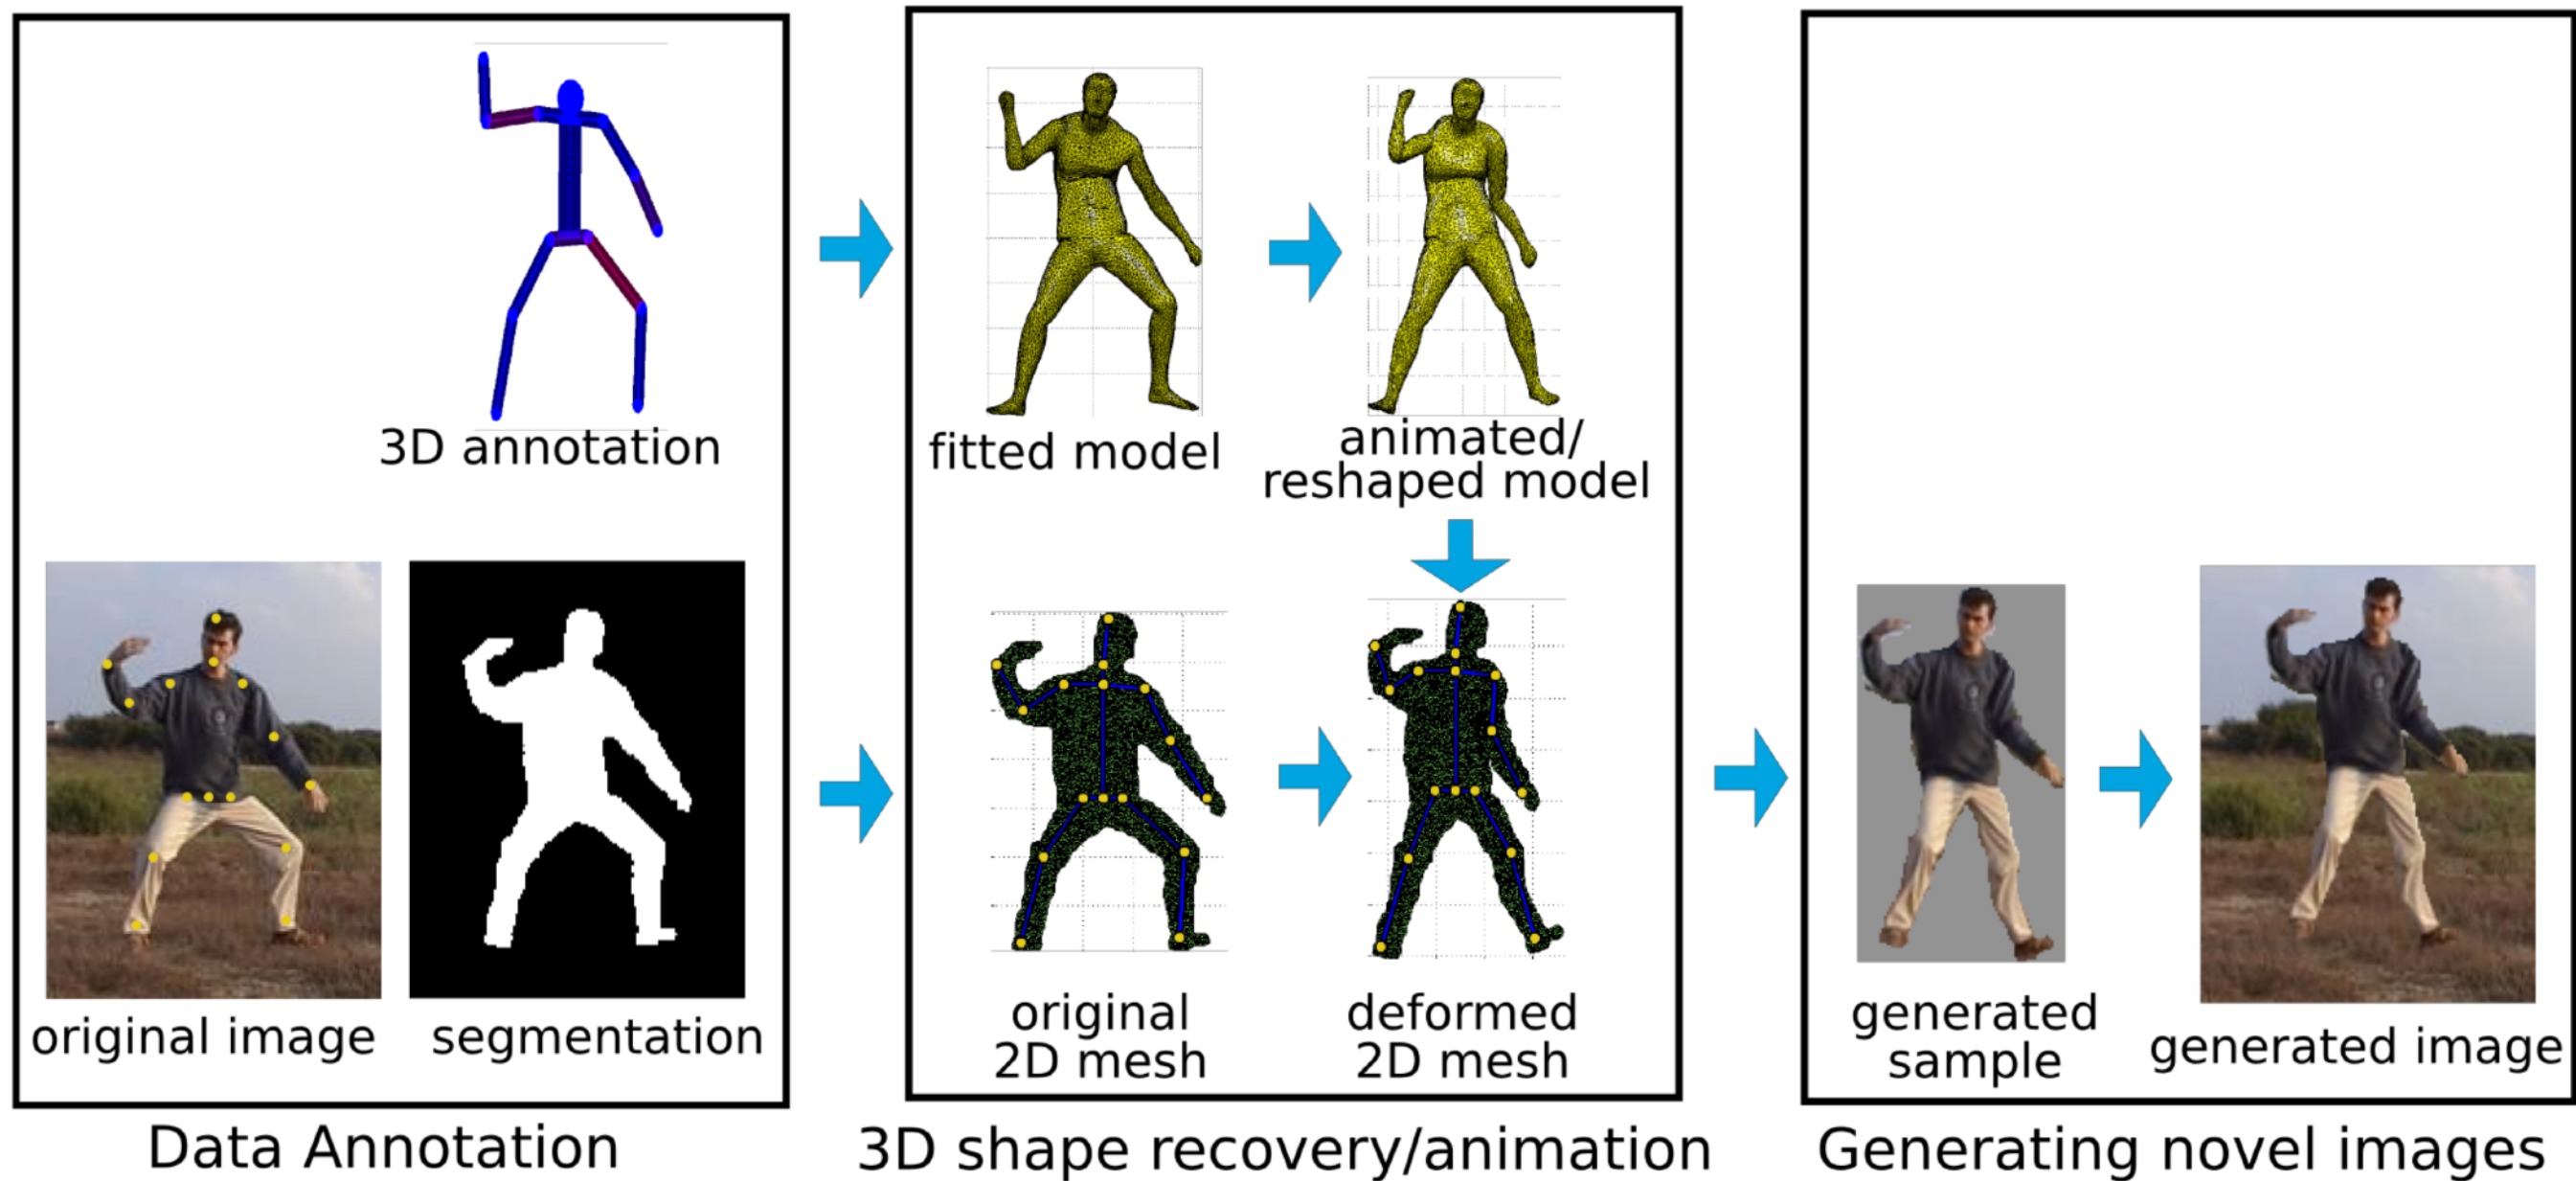 3D annotation
original image
segmentation
Data Annotation
fitted model
animated/
reshaped model
original
2D mesh
deformed
2D mesh
3D shape recovery/animation
generated
sample
generated image
Generating novel images